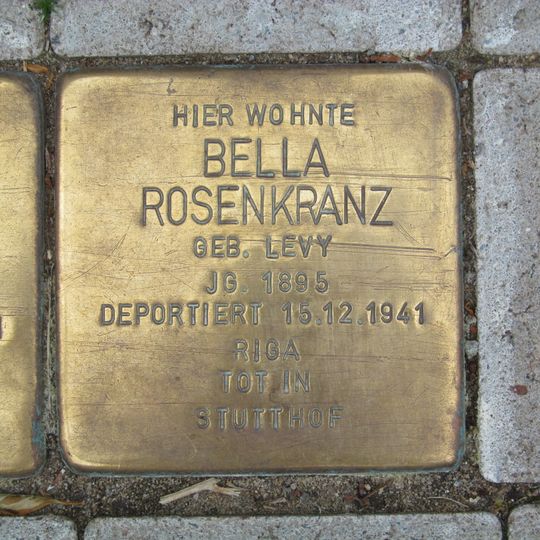 HIER WOHNTE
BELLA
ROSENKRANZ
GEB. LEVY
JG. 1895
DEPORTIERT 15.12.1941
RIGA
TOT IN
STUTTHOF